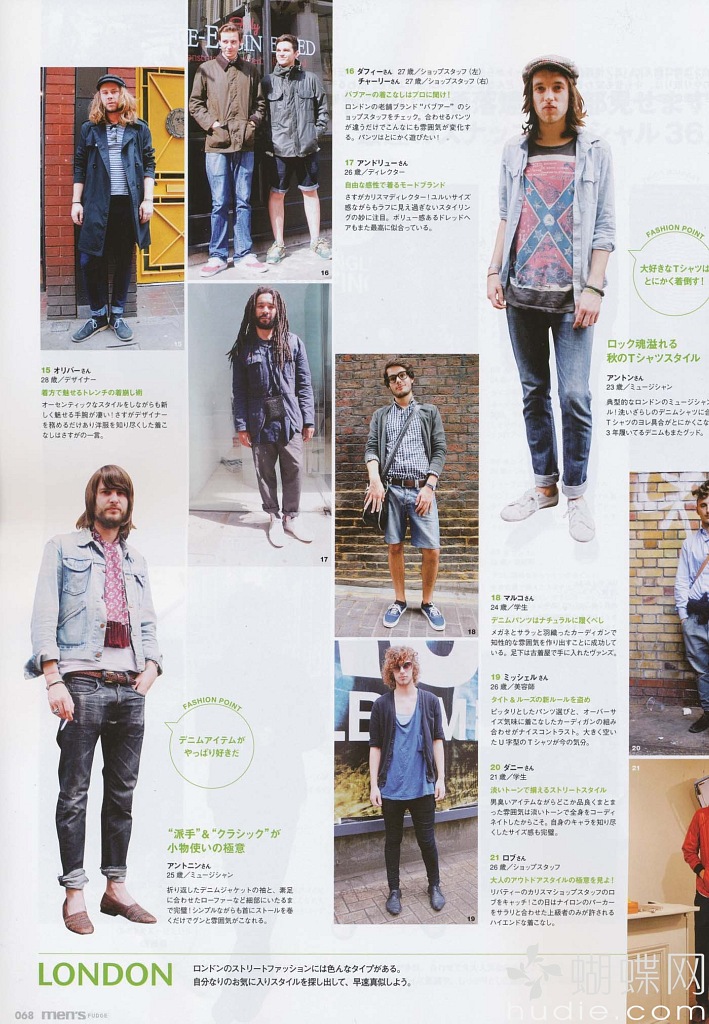 E-ENGINEERED
16 ダフィーさん 27歳／ショップスタッフ（左）
チャーリーさん 27歳／ショップスタッフ（右）
バブアーの着こなしはプロに聞け！
ロンドンの老舗ブランド“バブアー”のシ
ョップスタッフをチェック。合わせるパンツ
が違うだけでこんなにも雰囲気が変化す
る。パンツはとにかく遊びたい！
17 アンドリューさん
26歳／ディレクター
自由な感性で着るモードブランド
さすがカリスマディレクター！ユルいサイズ
感ながらもラフに見え過ぎないスタイリン
グの妙に注目。ボリュー感あるドレッドヘ
アもまた最高に似合っている。
16
FASHION POINT
大好きなTシャツは
とにかく着倒す！
ロック魂溢れる
秋のTシャツスタイル
アントンさん
23歳／ミュージシャン
典型的なロンドンのミュージシャン
ル！洗いざらしのデニムシャツに合
Tシャツのヨレ具合がとにかくこな
3年履いてるデニムもまたグッド。
15
15 オリバーさん
28歳／デザイナー
着方で魅せるトレンチの着崩し術
オーセンティックなスタイルをしながらも新
しく魅せる手腕が凄い！さすがデザイナー
を務めるだけあり洋服を知り尽くした着こ
なしはさすがの一言。
17
18
18 マルコさん
24歳／学生
デニムパンツはナチュラルに履くべし
メガネとサラッと羽織ったカーディガンで
知性的な雰囲気を作り出すことに成功して
いる。足下は古着屋で手に入れたヴァンズ。
19 ミッシェルさん
26歳／美容師
タイト＆ルーズの新ルールを盗め
ピッタリとしたパンツ選びと、オーバーサ
イズ気味に着こなしたカーディガンの組み
合わせがナイスコントラスト。大きく空い
たU字型のTシャツが今の気分。
20 ダニーさん
21歳／学生
淡いトーンで揃えるストリートスタイル
男臭いアイテムながらどこか品良くまとま
った雰囲気は淡いトーンで全身をコーディ
ネイトしたからこそ。自身のキャラを知り尽
くしたサイズ感も完璧。
21 ロブさん
26歳／ショップスタッフ
大人のアウトドアスタイルの極意を見よ！
リバティーのカリスマショップスタッフのロ
ブをキャッチ！この日はナイロンのパーカー
をサラリと合わせた上級者のみが許される
ハイエンドな着こなし。
20
21
FASHION POINT
デニムアイテムが
やっぱり好きだ
“派手”＆“クラシック”が
小物使いの極意
アントニンさん
25歳／ミュージシャン
折り返したデニムジャケットの袖と、素足
に合わせたローファーなど細部にいたるま
で完璧！シンプルながらも首にストールを巻
くだけでグンと雰囲気がこなれる。
19
LONDON
ロンドンのストリートファッションには色んなタイプがある。
自分なりのお気に入りスタイルを探し出して、早速真似しよう。
068 men's FUDGE
蝴蝶网
hudie.com